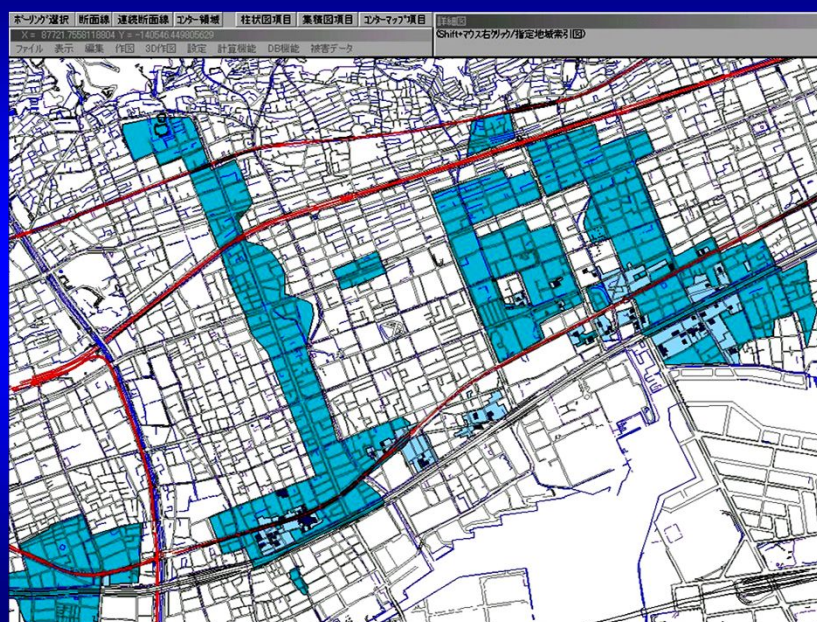 ボーリング選択 断面線 連続断面線 コンター領域 柱状図項目 集積図項目 コンターマップ項目
X = 87721.7558118804 Y = -140546.449805629
ファイル 表示 編集 作図 3D作図 設定 計算機能 DB機能 被害データ
詳細図
(Shift+マウス右クリック/指定地域索引図)